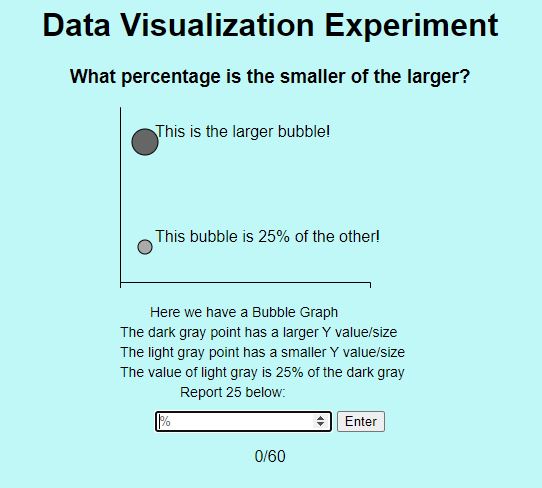 Data Visualization Experiment
What percentage is the smaller of the larger?
This is the larger bubble!
This bubble is 25% of the other!
Here we have a Bubble Graph
The dark gray point has a larger Y value/size
The light gray point has a smaller Y value/size
The value of light gray is 25% of the dark gray
Report 25 below:
% Enter
0/60